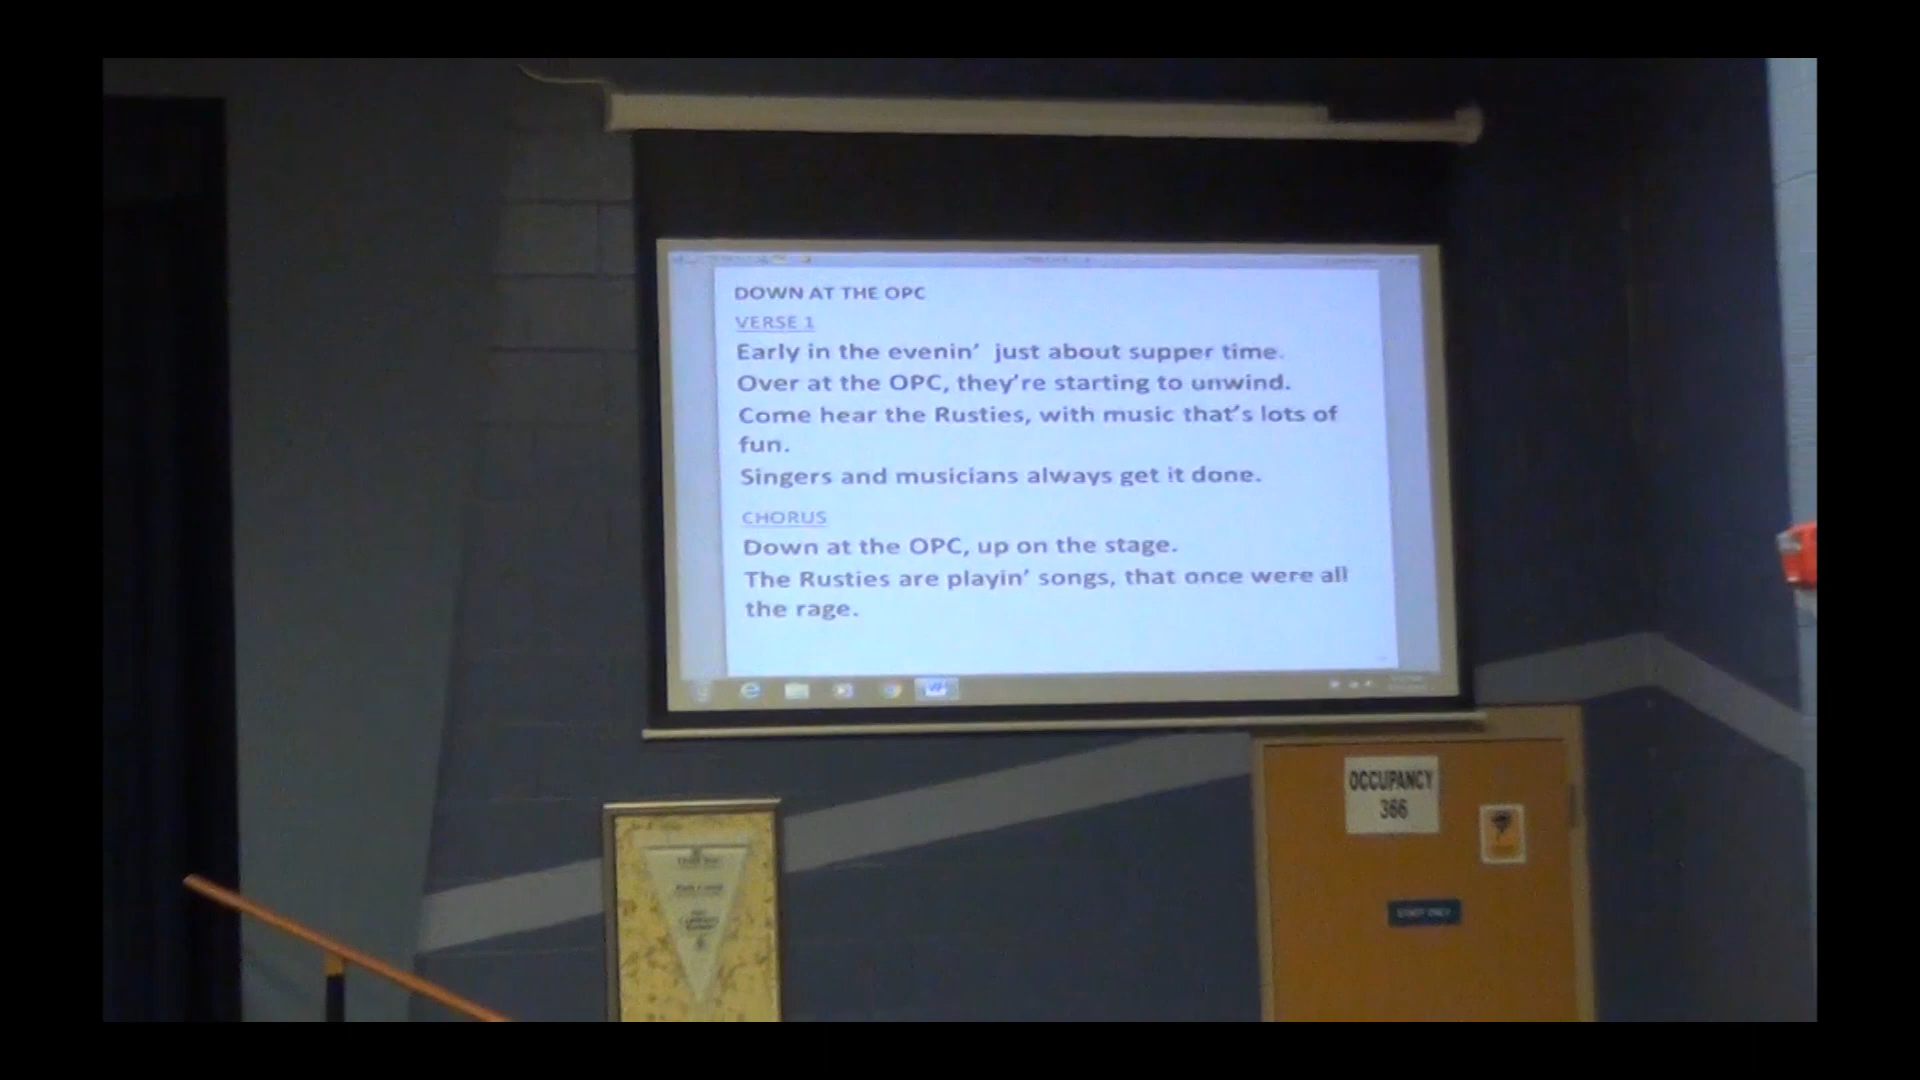 DOWN AT THE OPC
VERSE 1
Early in the evenin' just about supper time.
Over at the OPC, they're starting to unwind.
Come hear the Rusties, with music that's lots of
fun.
Singers and musicians always get it done.
CHORUS
Down at the OPC, up on the stage.
The Rusties are playin' songs, that once were all
the rage.
OCCUPANCY
366
STAFF ONLY